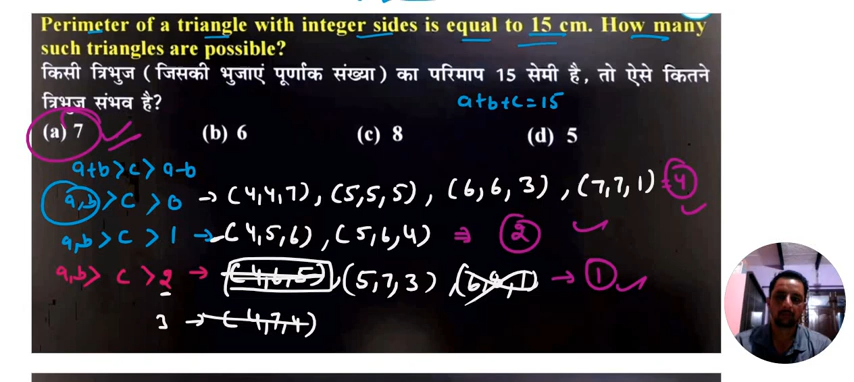 Perimeter of a triangle with integer sides is equal to 15 cm. How many
such triangles are possible?
किसी त्रिभुज ( जिसकी भुजाएं पूर्णाक संख्या ) का परिमाप 15 सेमी है, तो ऐसे कितने
त्रिभुज संभव है?
a+b+c=15
(a) 7 (b) 6 (c) 8 (d) 5
a+b > c > a-b
a,b > c > 0 → (4,4,7), (5,5,5), (6,6,3), (7,7,1) = 4
a,b > c > 1 → (4,5,6), (5,6,4) ⇒ 2
a,b > c > 2 → (4,6,5), (5,7,3), → 1
3 → (4,7,4)